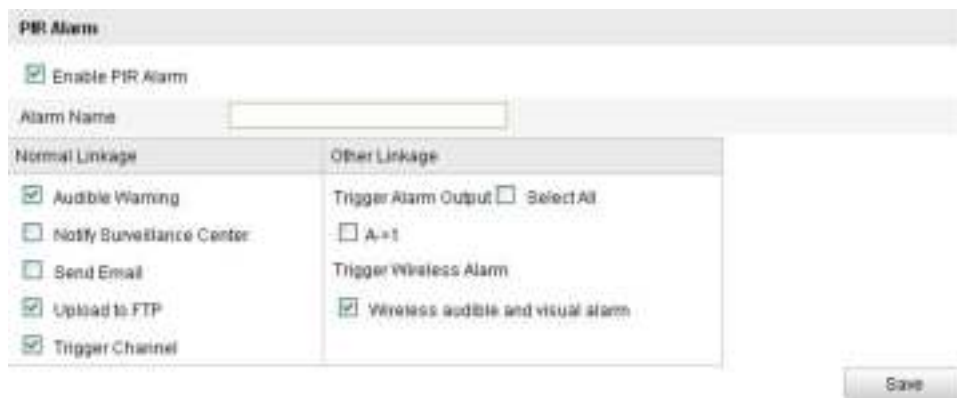 PIR Alarm
Enable PIR Alarm
Alarm Name
Normal Linkage
Other Linkage
Audible Warning
Trigger Alarm Output Select All
Notify Surveillance Center
A->1
Send Email
Trigger Wireless Alarm
Upload to FTP
Wireless audible and visual alarm
Trigger Channel
Save